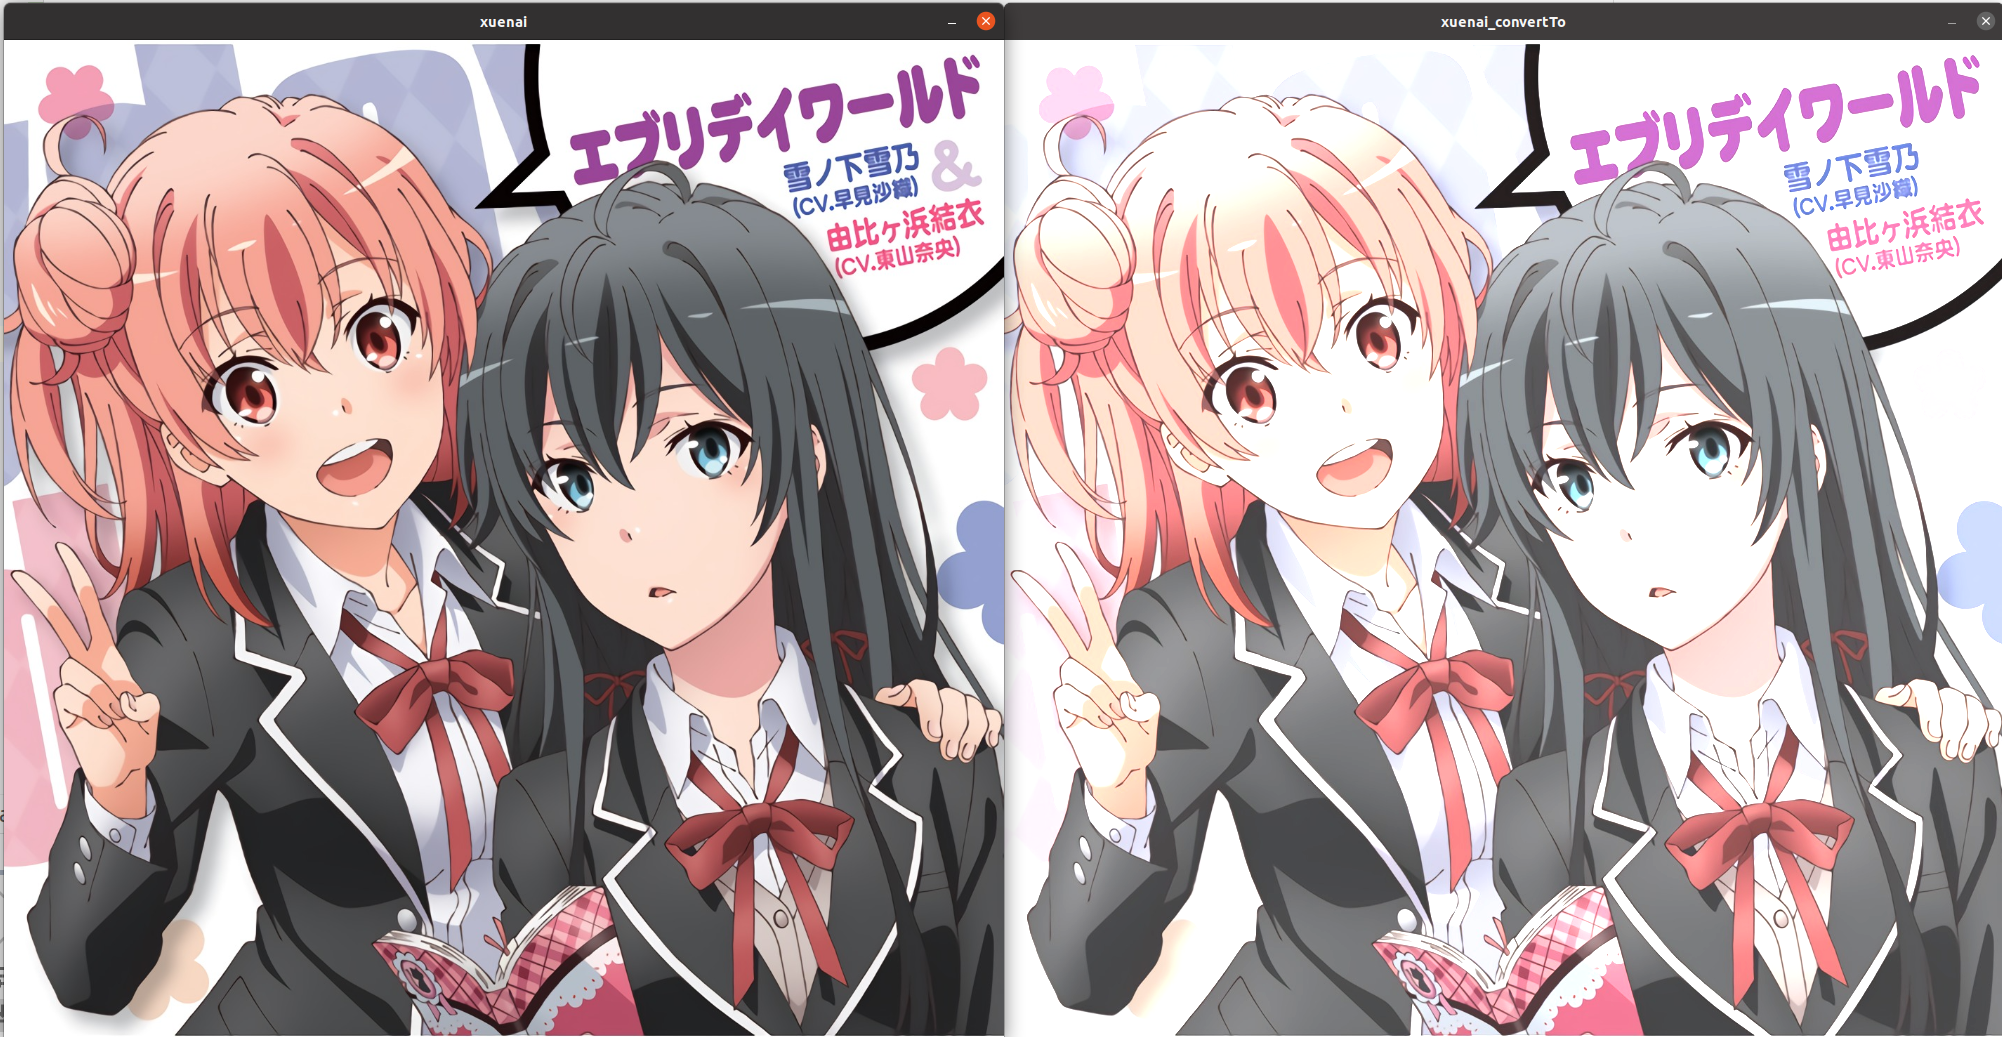 xuenai
エブリデイワールド
雪ノ下雪乃 &
(CV.早見沙織)
由比ヶ浜結衣
(CV.東山奈央)
xuenai_convertTo
エブリデイワールド
雪ノ下雪乃
(CV.早見沙織)
由比ヶ浜結衣
(CV.東山奈央)